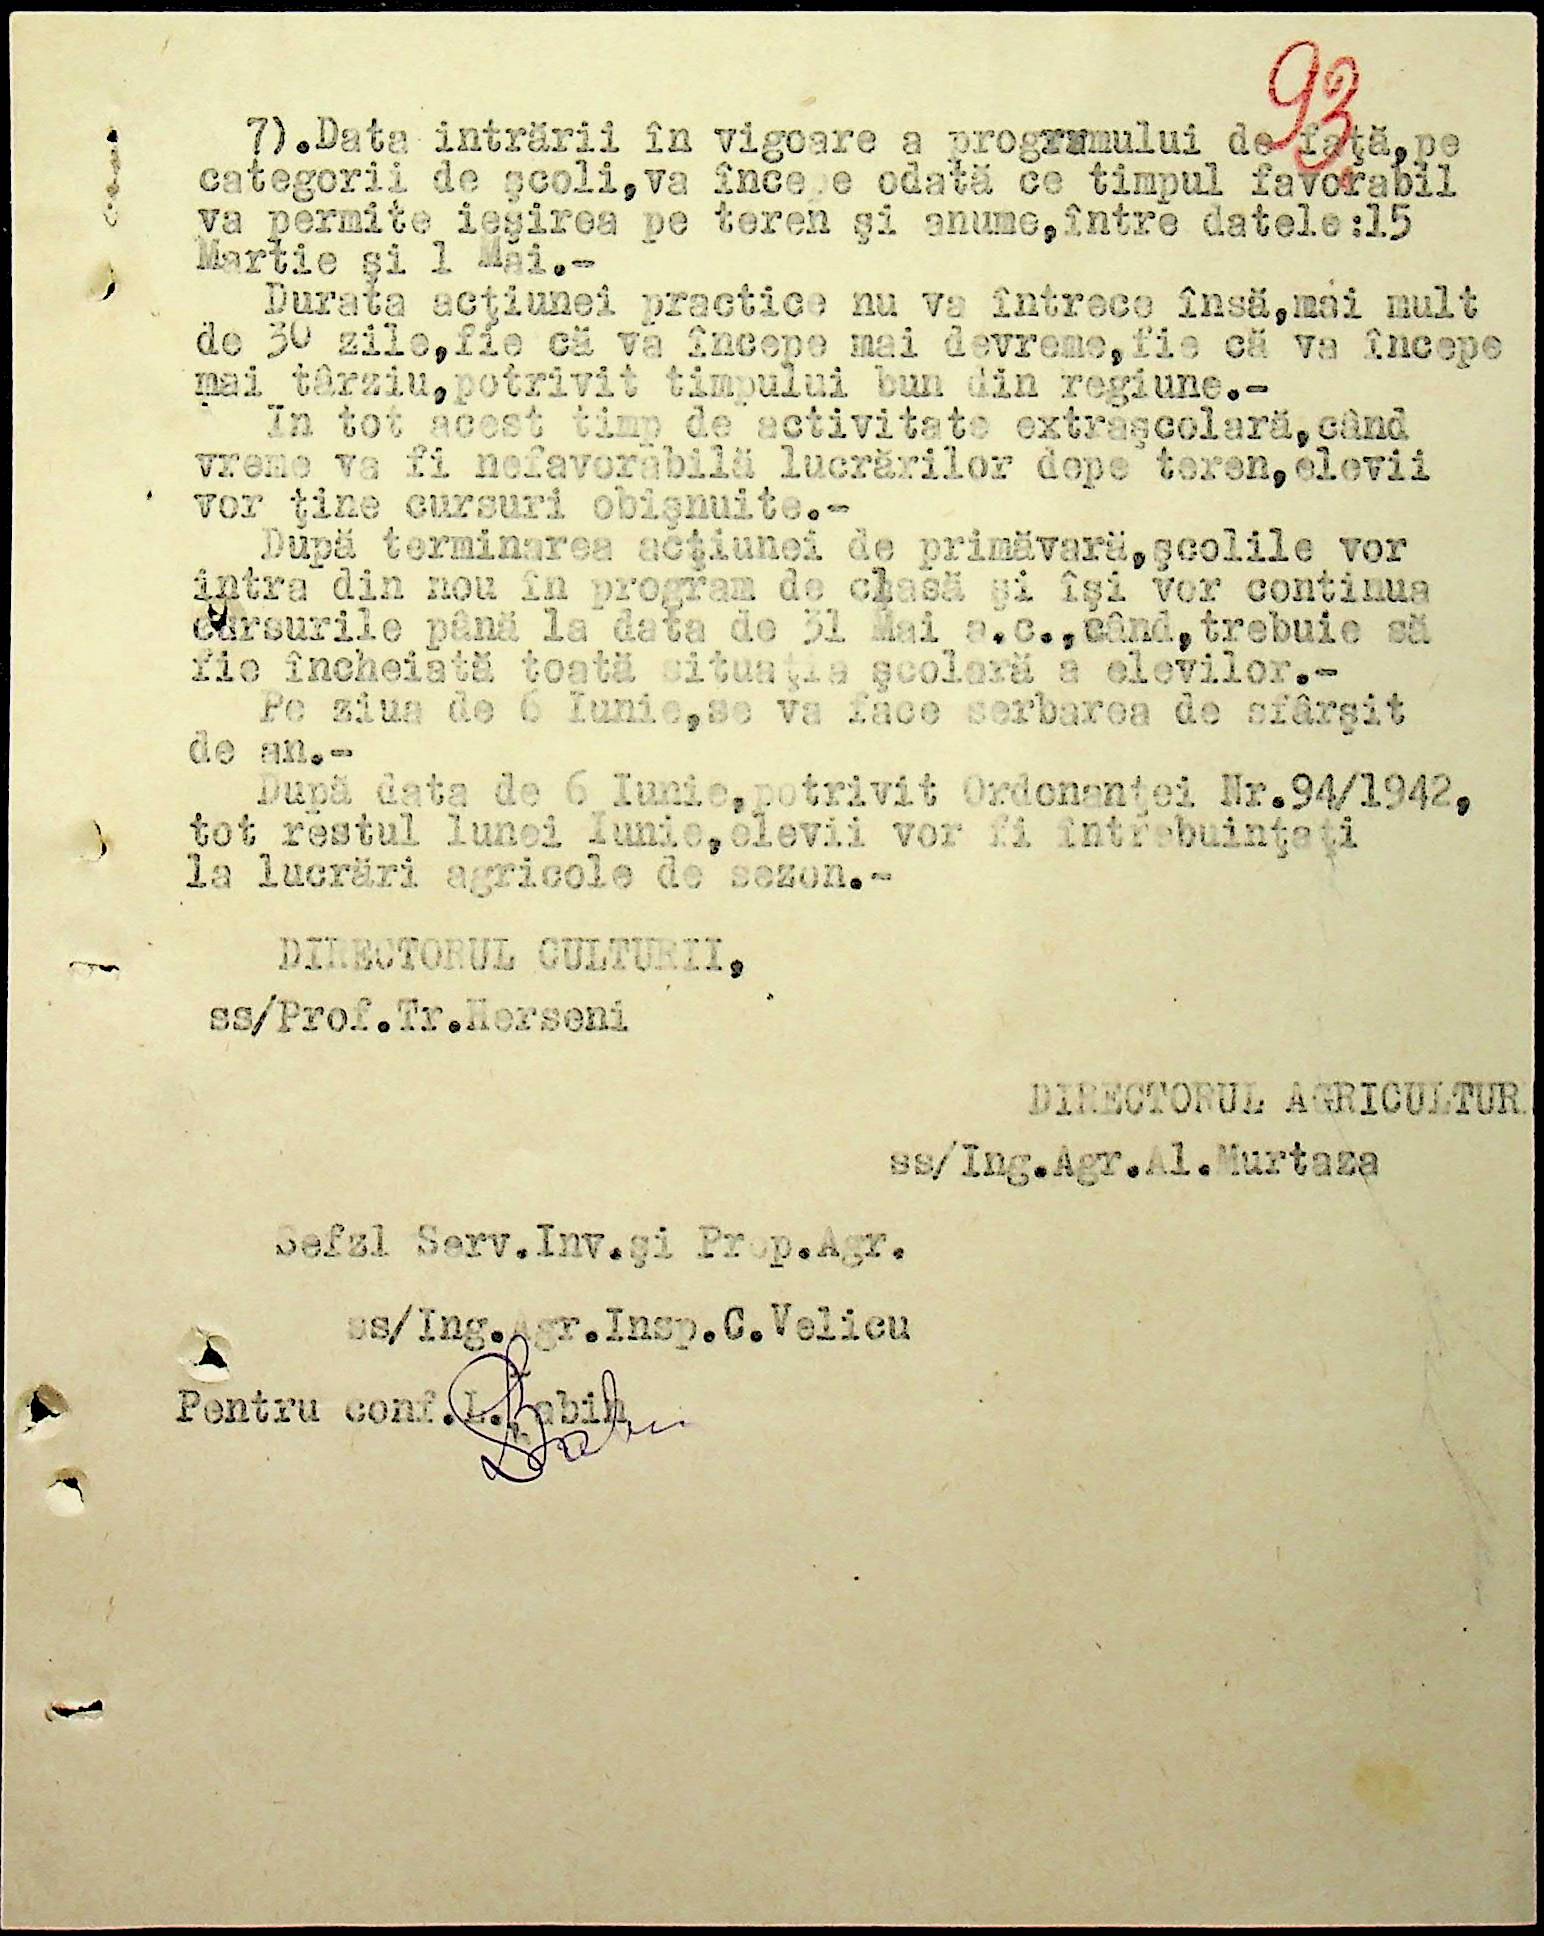 93
7).Data intrării în vigoare a programului de faţă,pe
categorii de şcoli,va începe odată ce timpul favorabil
va permite ieşirea pe teren şi anume,între datele:15
Martie şi 1 Mai.-
Durata acţiunei practice nu va întrece însă,mai mult
de 30 zile,fie că va începe mai devreme,fie că va începe
mai târziu,potrivit timpului bun din regiune.-
In tot acest timp de activitate extraşcolară,când
vreme va fi nefavorabilă lucrărilor depe teren,elevii
vor ţine cursuri obişnuite.-
După terminarea acţiunei de primăvară,şcolile vor
intra din nou în program de clasă şi îşi vor continua
cursurile până la data de 31 Mai a.c.,când,trebuie să
fie încheiată toată situaţia şcolară a elevilor.-
Pe ziua de 6 Iunie,se va face serbarea de sfârşit
de an.-
După data de 6 Iunie,potrivit Ordonanţei Nr.94/1942,
tot restul lunei Iunie,elevii vor fi întrebuinţaţi
la lucrări agricole de sezon.-
DIRECTORUL CULTURII,
ss/Prof.Tr.Herseni
DIRECTORUL AGRICULTUR
ss/Ing.Agr.Al.Murtaza
Sefzl Serv.Inv.şi Prop.Agr.
ss/Ing.Agr.Insp.C.Velicu
Pentru conf.L.Babin